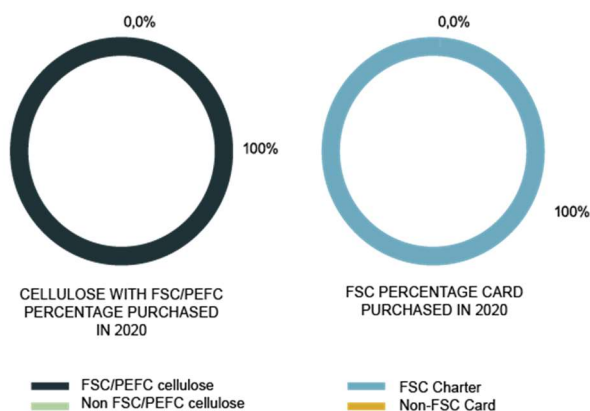 0,0%
100%
CELLULOSE WITH FSC/PEFC
PERCENTAGE PURCHASED
IN 2020
FSC/PEFC cellulose
Non FSC/PEFC cellulose
0,0%
100%
FSC PERCENTAGE CARD
PURCHASED IN 2020
FSC Charter
Non-FSC Card